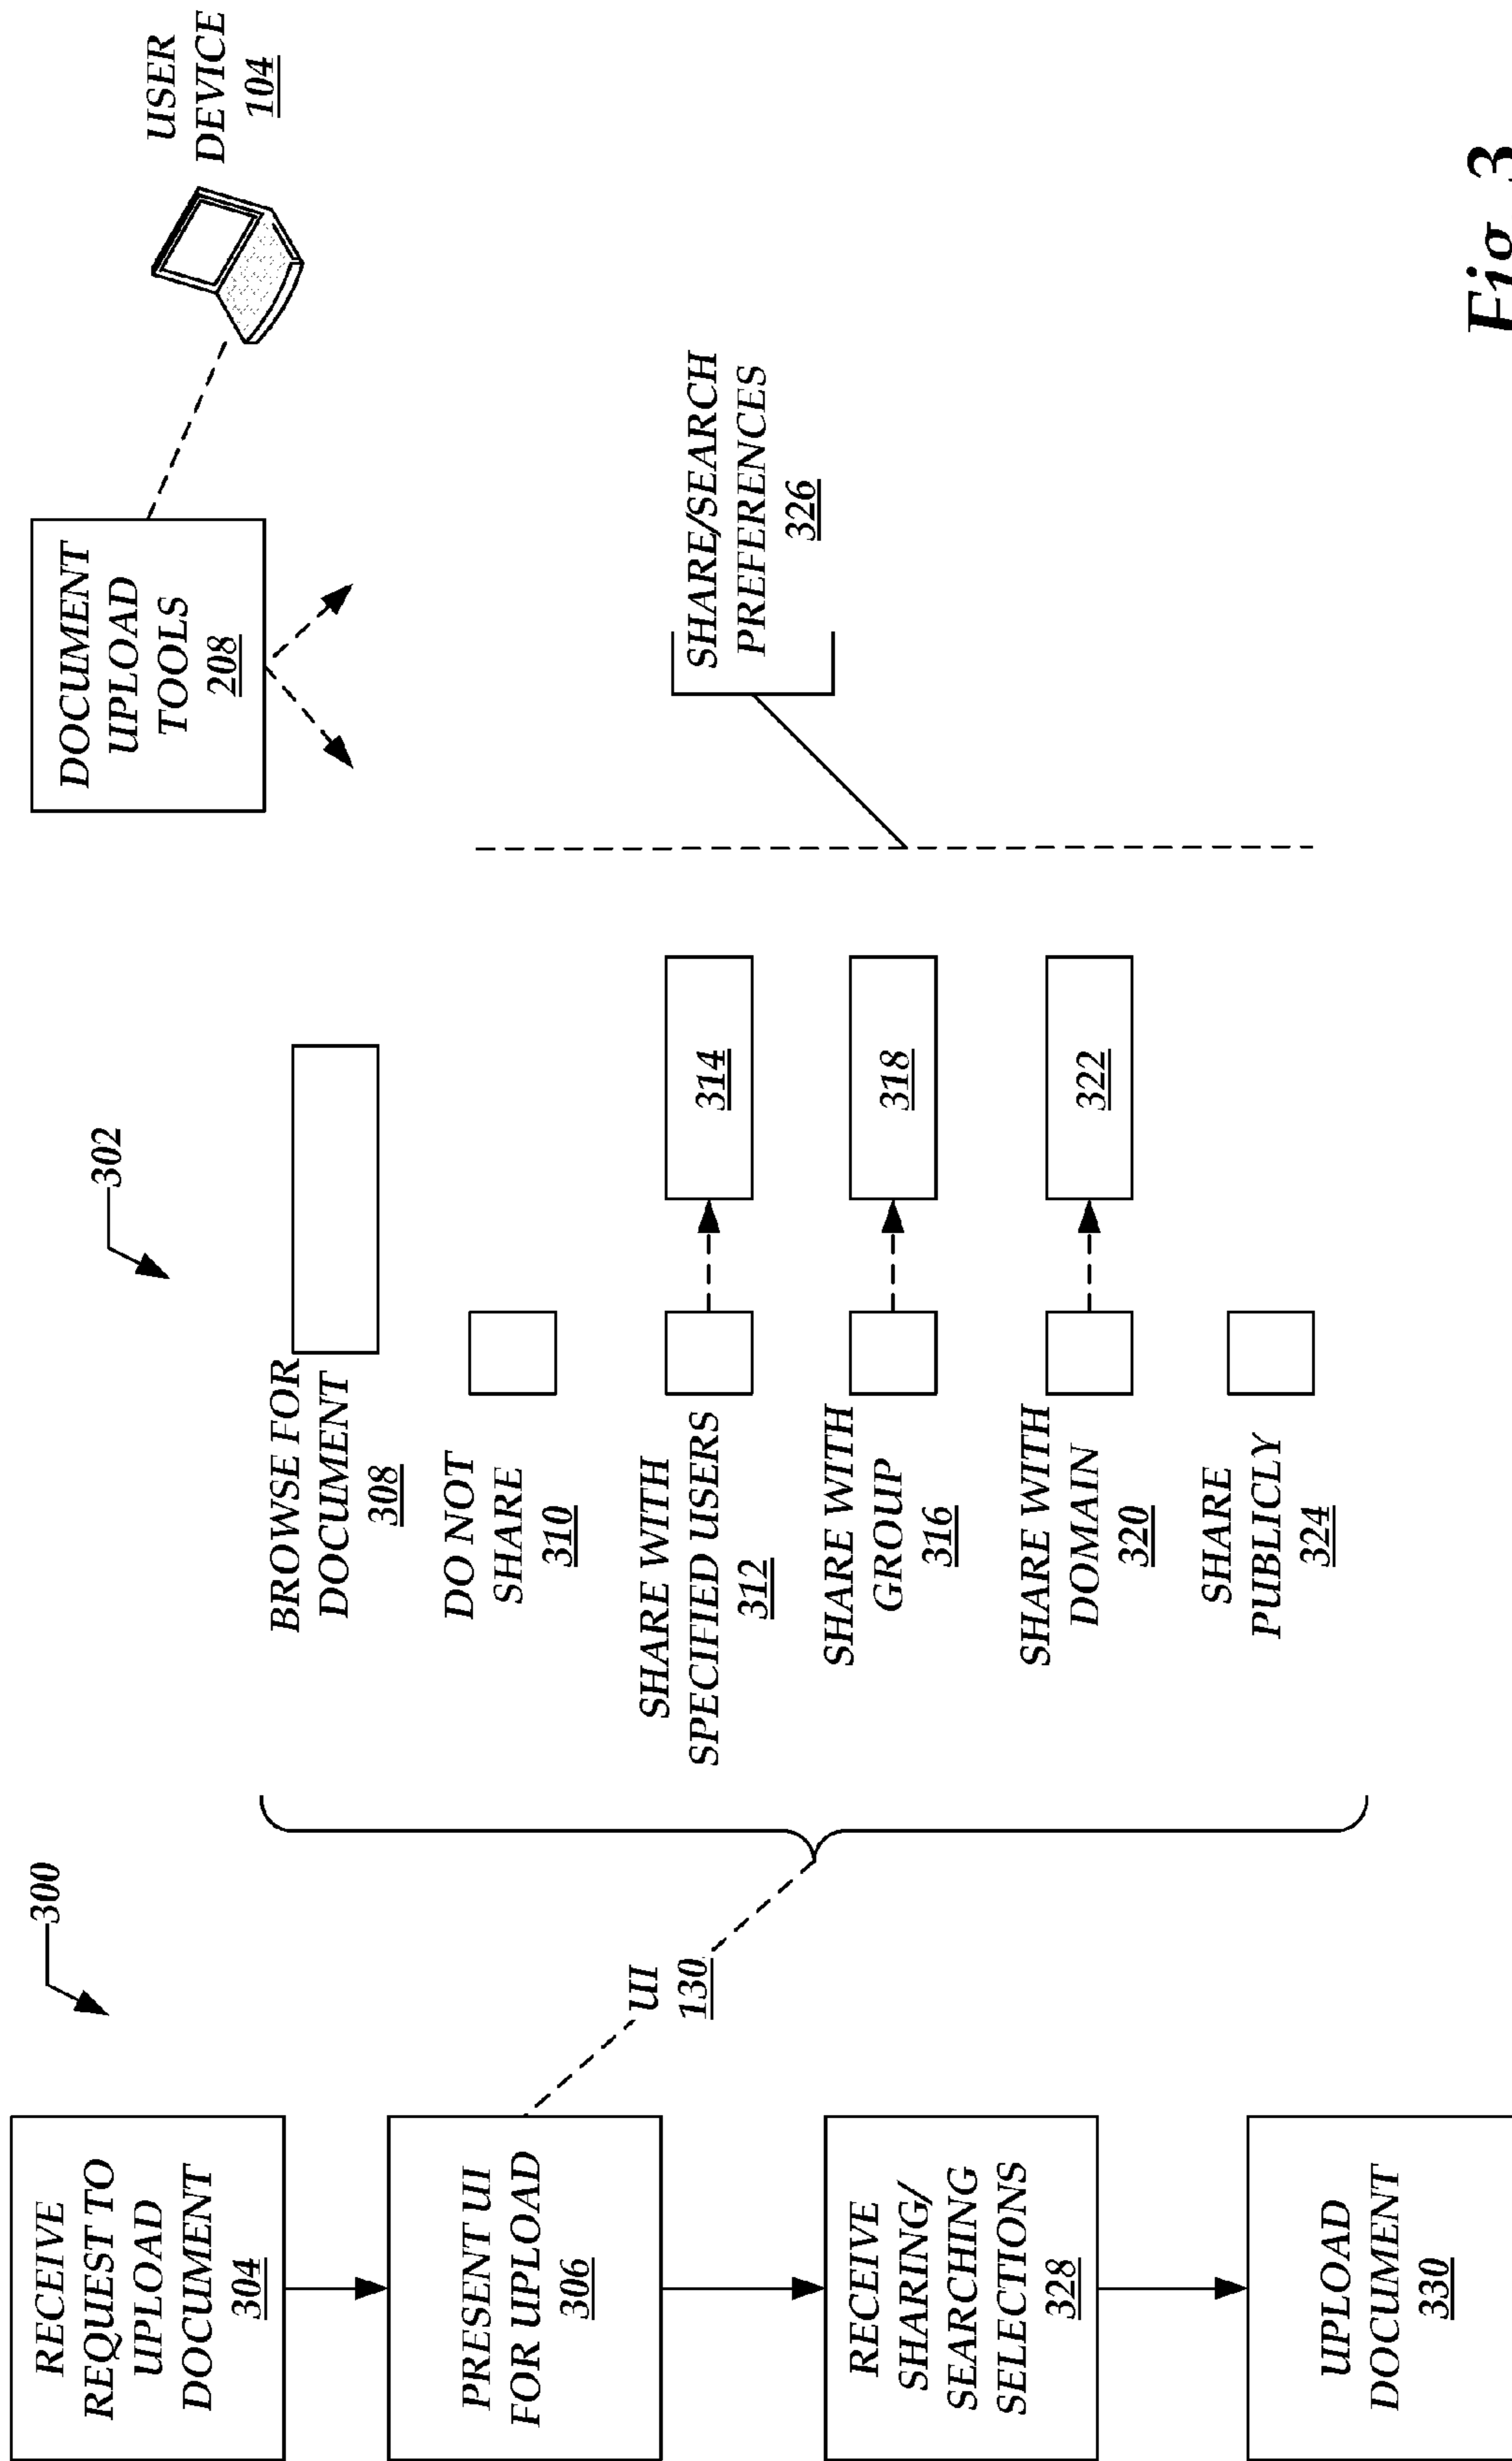 300
RECEIVE
REQUEST TO
UPLOAD
DOCUMENT
304
PRESENT UI
FOR UPLOAD
306
RECEIVE
SHARING/
SEARCHING
SELECTIONS
328
UPLOAD
DOCUMENT
330
UI
130
302
BROWSE FOR
DOCUMENT
308
DO NOT
SHARE
310
SHARE WITH
SPECIFIED USERS
312
314
SHARE WITH
GROUP
316
318
SHARE WITH
DOMAIN
320
322
SHARE
PUBLICLY
324
DOCUMENT
UPLOAD
TOOLS
208
USER
DEVICE
104
SHARE/SEARCH
PREFERENCES
326
Fig. 3